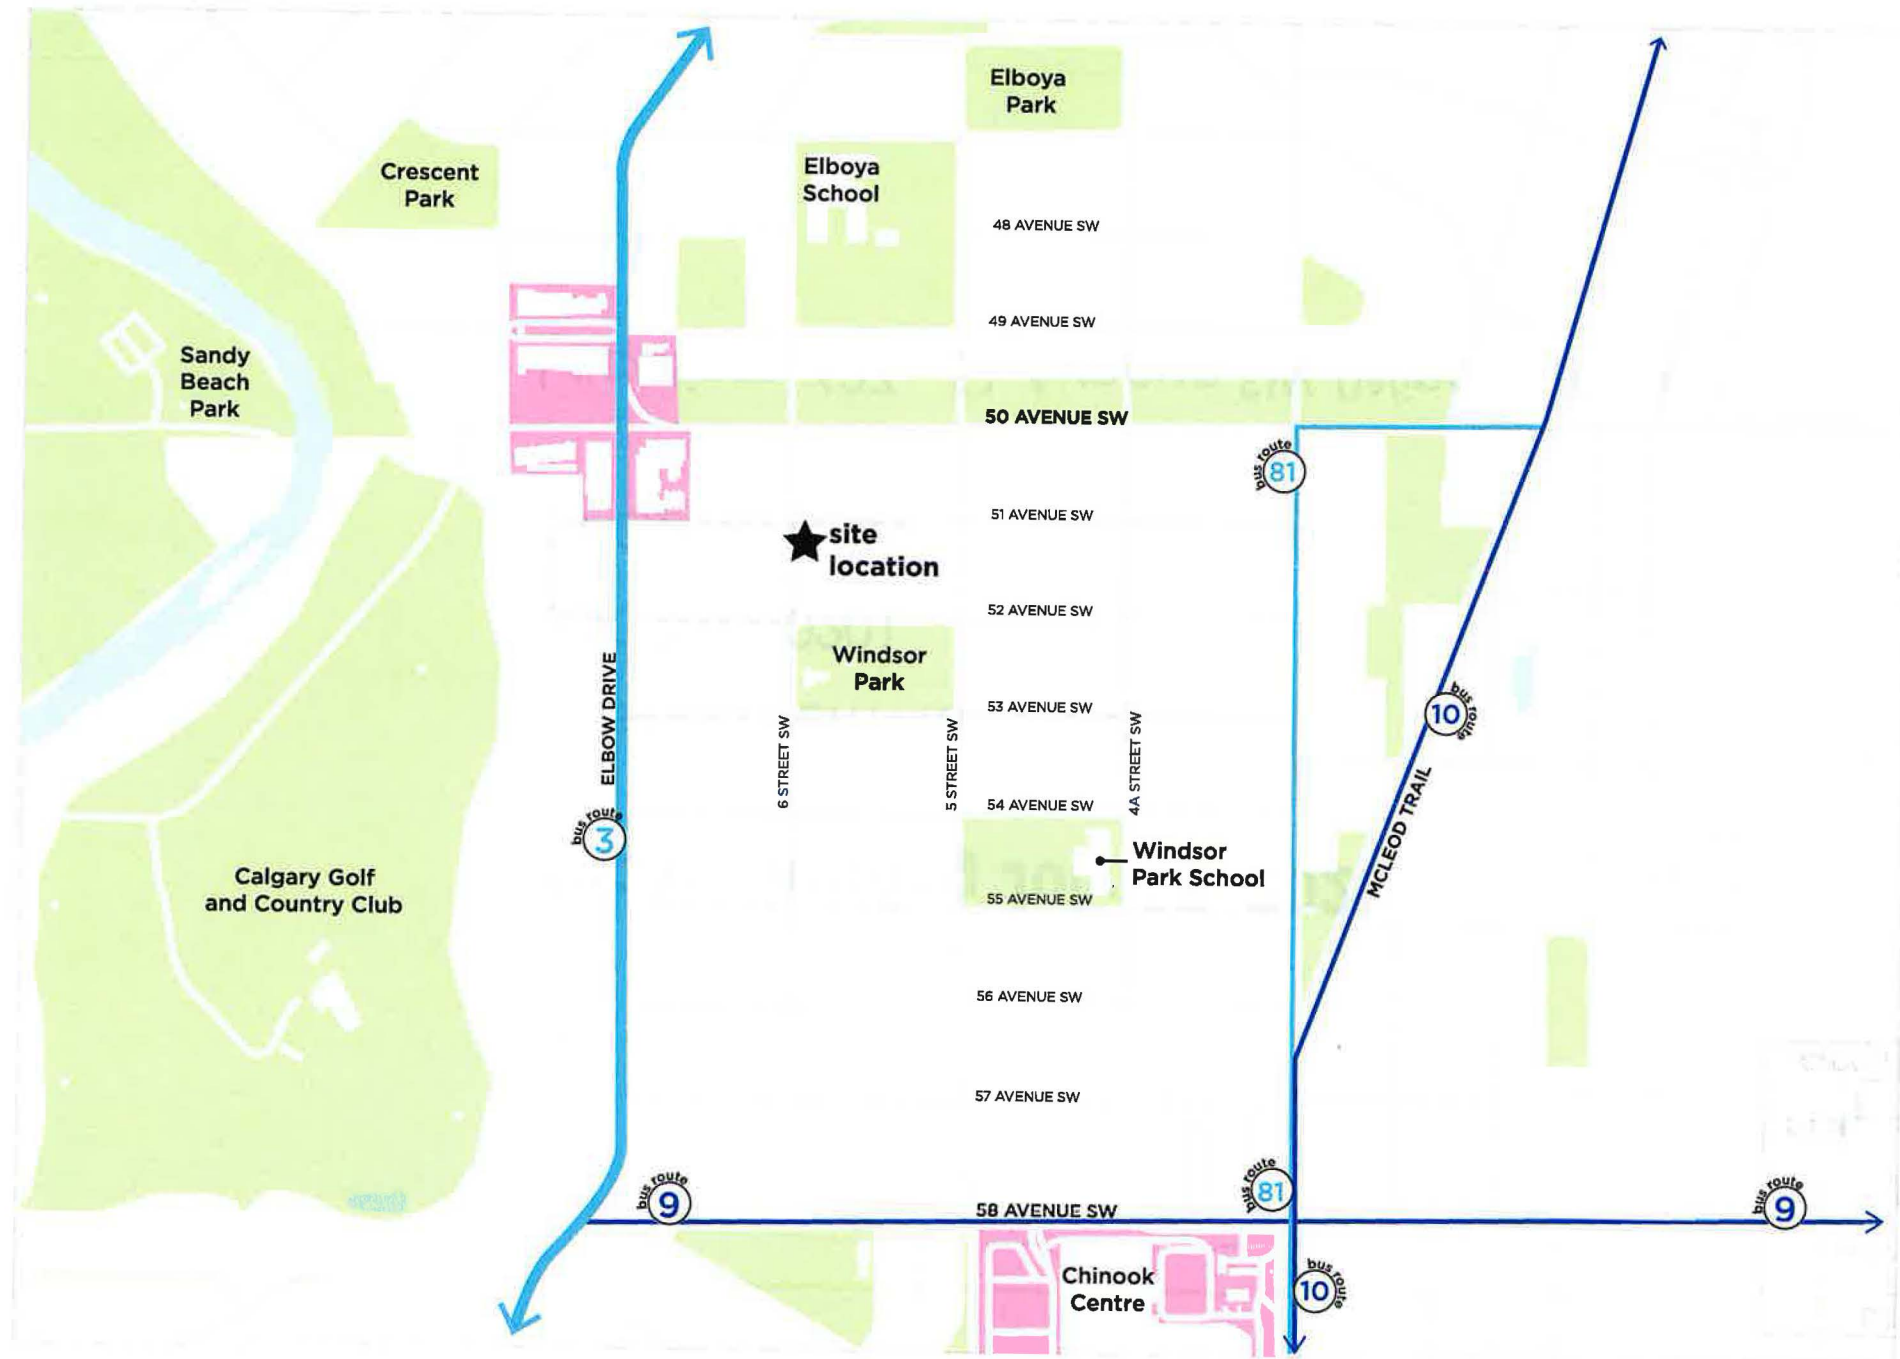 Elboya
Park
Crescent
Park
Elboya
School
48 AVENUE SW
49 AVENUE SW
Sandy
Beach
Park
50 AVENUE SW
bus route
81
51 AVENUE SW
site
location
52 AVENUE SW
Windsor
Park
ELBOW DRIVE
53 AVENUE SW
bus route
10
6 STREET SW
5 STREET SW
4A STREET SW
54 AVENUE SW
MCLEOD TRAIL
bus route
3
Windsor
Park School
Calgary Golf
and Country Club
55 AVENUE SW
56 AVENUE SW
57 AVENUE SW
bus route
9
bus route
81
bus route
9
58 AVENUE SW
Chinook
Centre
bus route
10